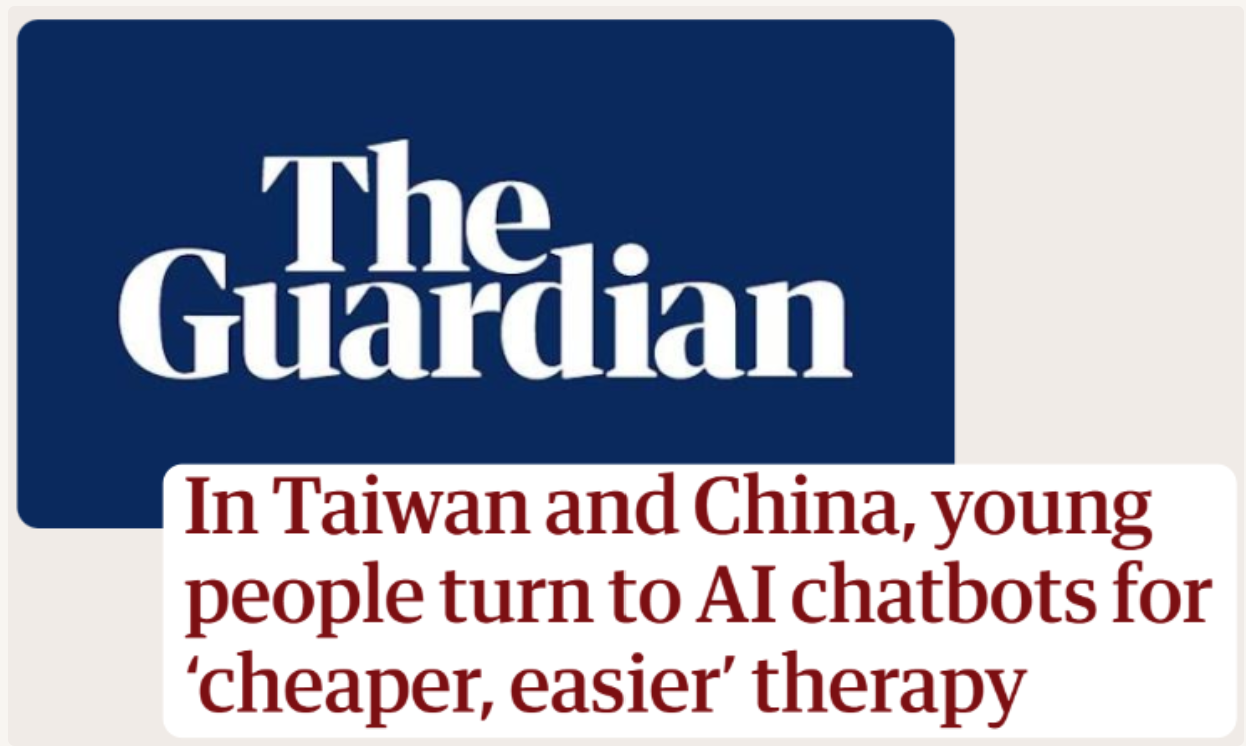 The
Guardian
In Taiwan and China, young
people turn to AI chatbots for
‘cheaper, easier’ therapy